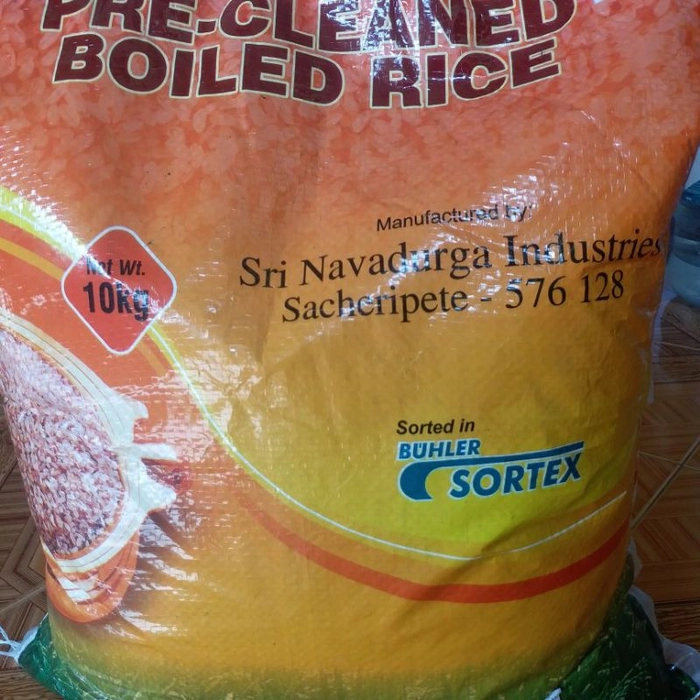 PRE-CLEANED
BOILED RICE
Manufactured by:
Sri Navadurga Industries
Sacheripete - 576 128
Net Wt.
10kg
Sorted in
BÜHLER
SORTEX